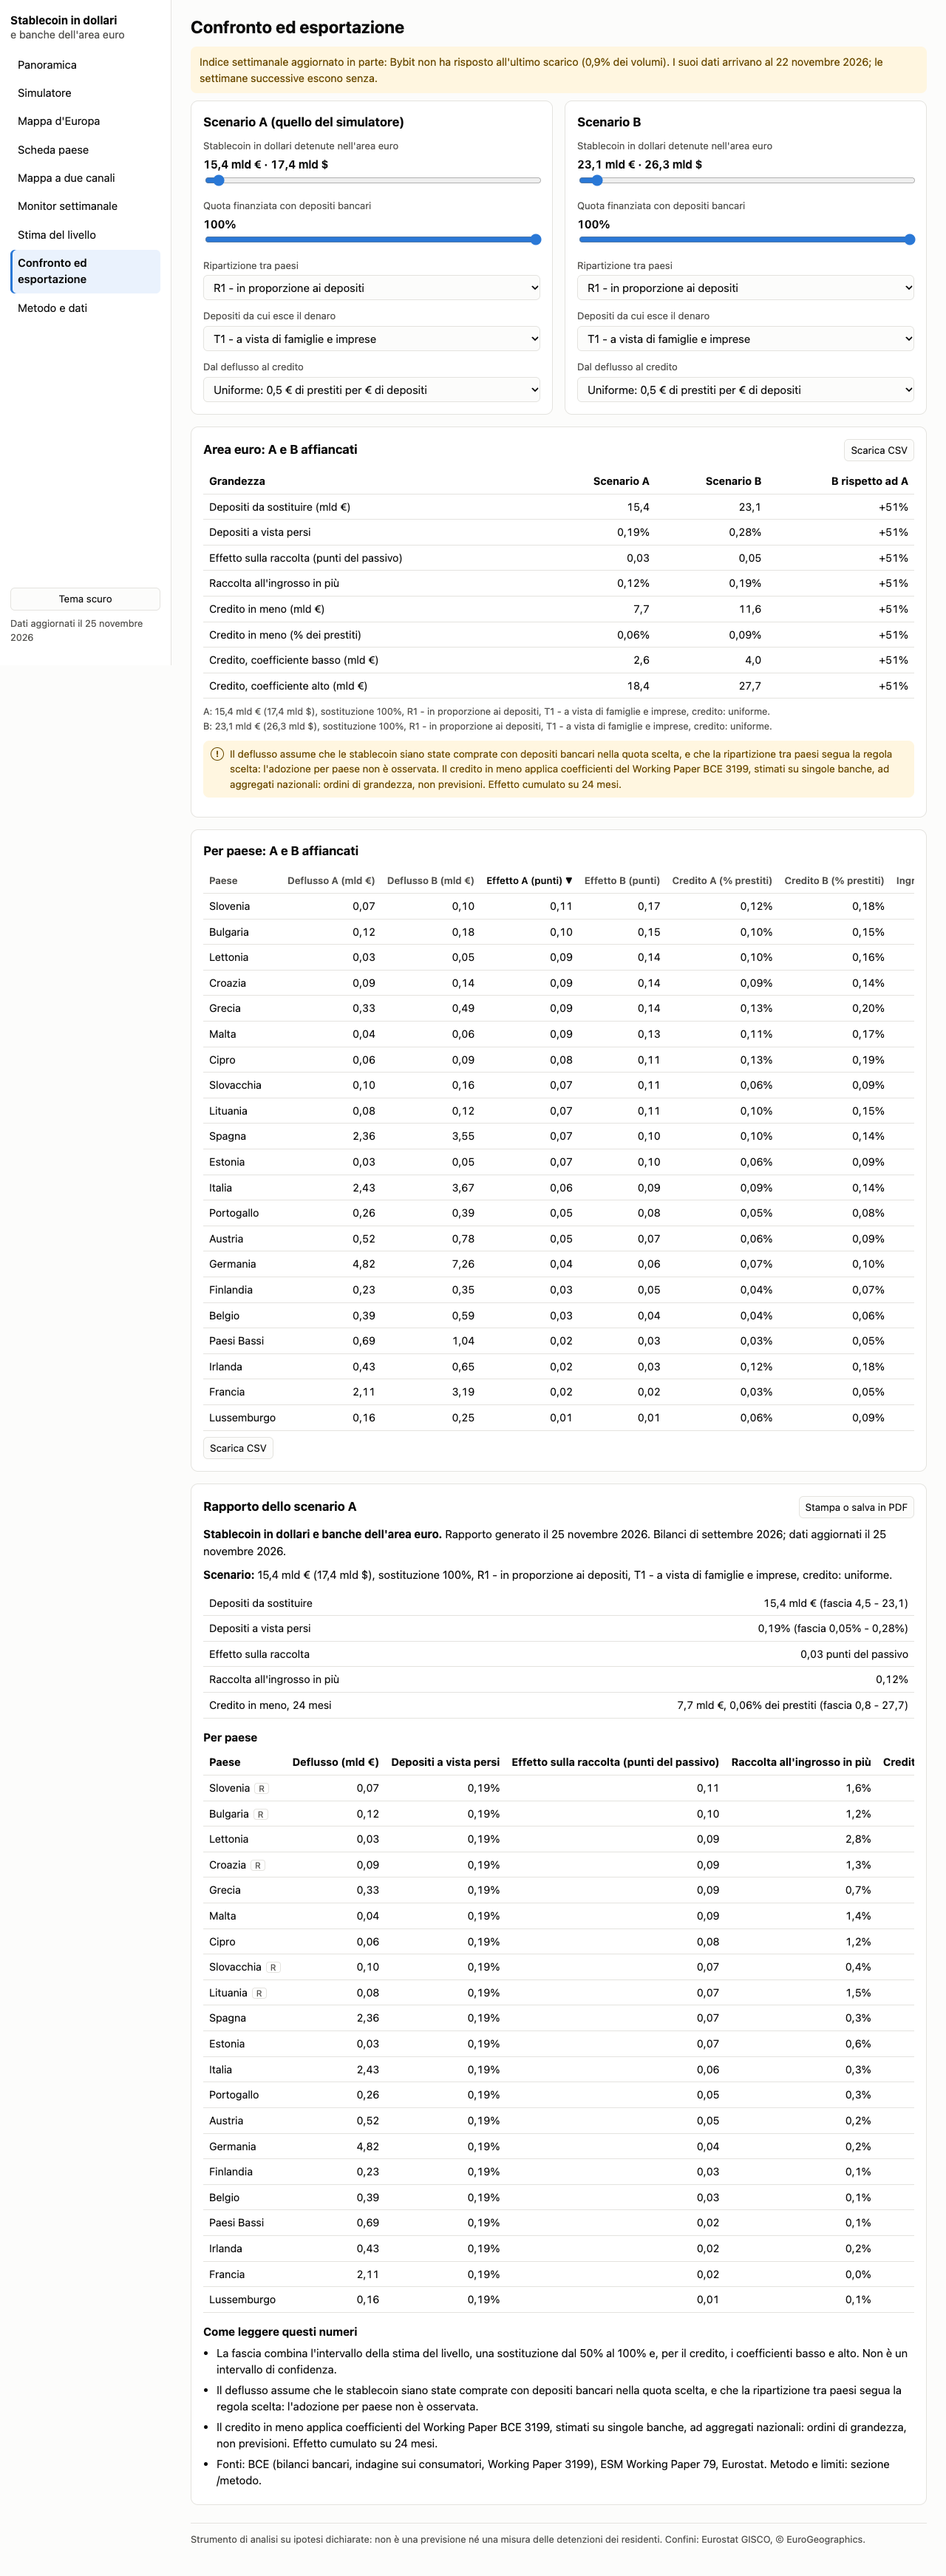 Stablecoin in dollari
e banche dell'area euro
Panoramica
Simulatore
Mappa d'Europa
Scheda paese
Mappa a due canali
Monitor settimanale
Stima del livello
Confronto ed
esportazione
Metodo e dati
Tema scuro
Dati aggiornati il 25 novembre
2026
Confronto ed esportazione
Indice settimanale aggiornato in parte: Bybit non ha risposto all'ultimo scarico (0,9% dei volumi). I suoi dati arrivano al 22 novembre 2026; le
settimane successive escono senza.
Scenario A (quello del simulatore)
Stablecoin in dollari detenute nell'area euro
15,4 mld € · 17,4 mld $
Quota finanziata con depositi bancari
100%
Ripartizione tra paesi
R1 - in proporzione ai depositi
Depositi da cui esce il denaro
T1 - a vista di famiglie e imprese
Dal deflusso al credito
Uniforme: 0,5 € di prestiti per € di depositi
Scenario B
Stablecoin in dollari detenute nell'area euro
23,1 mld € · 26,3 mld $
Quota finanziata con depositi bancari
100%
Ripartizione tra paesi
R1 - in proporzione ai depositi
Depositi da cui esce il denaro
T1 - a vista di famiglie e imprese
Dal deflusso al credito
Uniforme: 0,5 € di prestiti per € di depositi
Area euro: A e B affiancati
Scarica CSV
Grandezza Scenario A Scenario B B rispetto ad A
Depositi da sostituire (mld €) 15,4 23,1 +51%
Depositi a vista persi 0,19% 0,28% +51%
Effetto sulla raccolta (punti del passivo) 0,03 0,05 +51%
Raccolta all'ingrosso in più 0,12% 0,19% +51%
Credito in meno (mld €) 7,7 11,6 +51%
Credito in meno (% dei prestiti) 0,06% 0,09% +51%
Credito, coefficiente basso (mld €) 2,6 4,0 +51%
Credito, coefficiente alto (mld €) 18,4 27,7 +51%
A: 15,4 mld € (17,4 mld $), sostituzione 100%, R1 - in proporzione ai depositi, T1 - a vista di famiglie e imprese, credito: uniforme.
B: 23,1 mld € (26,3 mld $), sostituzione 100%, R1 - in proporzione ai depositi, T1 - a vista di famiglie e imprese, credito: uniforme.
Il deflusso assume che le stablecoin siano state comprate con depositi bancari nella quota scelta, e che la ripartizione tra paesi segua la regola
scelta: l'adozione per paese non è osservata. Il credito in meno applica coefficienti del Working Paper BCE 3199, stimati su singole banche, ad
aggregati nazionali: ordini di grandezza, non previsioni. Effetto cumulato su 24 mesi.
Per paese: A e B affiancati
Paese Deflusso A (mld €) Deflusso B (mld €) Effetto A (punti) ▼ Effetto B (punti) Credito A (% prestiti) Credito B (% prestiti) Ingr
Slovenia 0,07 0,10 0,11 0,17 0,12% 0,18%
Bulgaria 0,12 0,18 0,10 0,15 0,10% 0,15%
Lettonia 0,03 0,05 0,09 0,14 0,10% 0,16%
Croazia 0,09 0,14 0,09 0,14 0,09% 0,14%
Grecia 0,33 0,49 0,09 0,14 0,13% 0,20%
Malta 0,04 0,06 0,09 0,13 0,11% 0,17%
Cipro 0,06 0,09 0,08 0,11 0,13% 0,19%
Slovacchia 0,10 0,16 0,07 0,11 0,06% 0,09%
Lituania 0,08 0,12 0,07 0,11 0,10% 0,15%
Spagna 2,36 3,55 0,07 0,10 0,10% 0,14%
Estonia 0,03 0,05 0,07 0,10 0,06% 0,09%
Italia 2,43 3,67 0,06 0,09 0,09% 0,14%
Portogallo 0,26 0,39 0,05 0,08 0,05% 0,08%
Austria 0,52 0,78 0,05 0,07 0,06% 0,09%
Germania 4,82 7,26 0,04 0,06 0,07% 0,10%
Finlandia 0,23 0,35 0,03 0,05 0,04% 0,07%
Belgio 0,39 0,59 0,03 0,04 0,04% 0,06%
Paesi Bassi 0,69 1,04 0,02 0,03 0,03% 0,05%
Irlanda 0,43 0,65 0,02 0,03 0,12% 0,18%
Francia 2,11 3,19 0,02 0,02 0,03% 0,05%
Lussemburgo 0,16 0,25 0,01 0,01 0,06% 0,09%
Scarica CSV
Rapporto dello scenario A
Stampa o salva in PDF
Stablecoin in dollari e banche dell'area euro. Rapporto generato il 25 novembre 2026. Bilanci di settembre 2026; dati aggiornati il 25
novembre 2026.
Scenario: 15,4 mld € (17,4 mld $), sostituzione 100%, R1 - in proporzione ai depositi, T1 - a vista di famiglie e imprese, credito: uniforme.
Depositi da sostituire 15,4 mld € (fascia 4,5 - 23,1)
Depositi a vista persi 0,19% (fascia 0,05% - 0,28%)
Effetto sulla raccolta 0,03 punti del passivo
Raccolta all'ingrosso in più 0,12%
Credito in meno, 24 mesi 7,7 mld €, 0,06% dei prestiti (fascia 0,8 - 27,7)
Per paese
Paese Deflusso (mld €) Depositi a vista persi Effetto sulla raccolta (punti del passivo) Raccolta all'ingrosso in più Credit
Slovenia R 0,07 0,19% 0,11 1,6%
Bulgaria R 0,12 0,19% 0,10 1,2%
Lettonia 0,03 0,19% 0,09 2,8%
Croazia R 0,09 0,19% 0,09 1,3%
Grecia 0,33 0,19% 0,09 0,7%
Malta 0,04 0,19% 0,09 1,4%
Cipro 0,06 0,19% 0,08 1,2%
Slovacchia R 0,10 0,19% 0,07 0,4%
Lituania R 0,08 0,19% 0,07 1,5%
Spagna 2,36 0,19% 0,07 0,3%
Estonia 0,03 0,19% 0,07 0,6%
Italia 2,43 0,19% 0,06 0,3%
Portogallo 0,26 0,19% 0,05 0,3%
Austria 0,52 0,19% 0,05 0,2%
Germania 4,82 0,19% 0,04 0,2%
Finlandia 0,23 0,19% 0,03 0,1%
Belgio 0,39 0,19% 0,03 0,1%
Paesi Bassi 0,69 0,19% 0,02 0,1%
Irlanda 0,43 0,19% 0,02 0,2%
Francia 2,11 0,19% 0,02 0,0%
Lussemburgo 0,16 0,19% 0,01 0,1%
Come leggere questi numeri
• La fascia combina l'intervallo della stima del livello, una sostituzione dal 50% al 100% e, per il credito, i coefficienti basso e alto. Non è un
intervallo di confidenza.
• Il deflusso assume che le stablecoin siano state comprate con depositi bancari nella quota scelta, e che la ripartizione tra paesi segua la
regola scelta: l'adozione per paese non è osservata.
• Il credito in meno applica coefficienti del Working Paper BCE 3199, stimati su singole banche, ad aggregati nazionali: ordini di grandezza,
non previsioni. Effetto cumulato su 24 mesi.
• Fonti: BCE (bilanci bancari, indagine sui consumatori, Working Paper 3199), ESM Working Paper 79, Eurostat. Metodo e limiti: sezione
/metodo.
Strumento di analisi su ipotesi dichiarate: non è una previsione né una misura delle detenzioni dei residenti. Confini: Eurostat GISCO, © EuroGeographics.